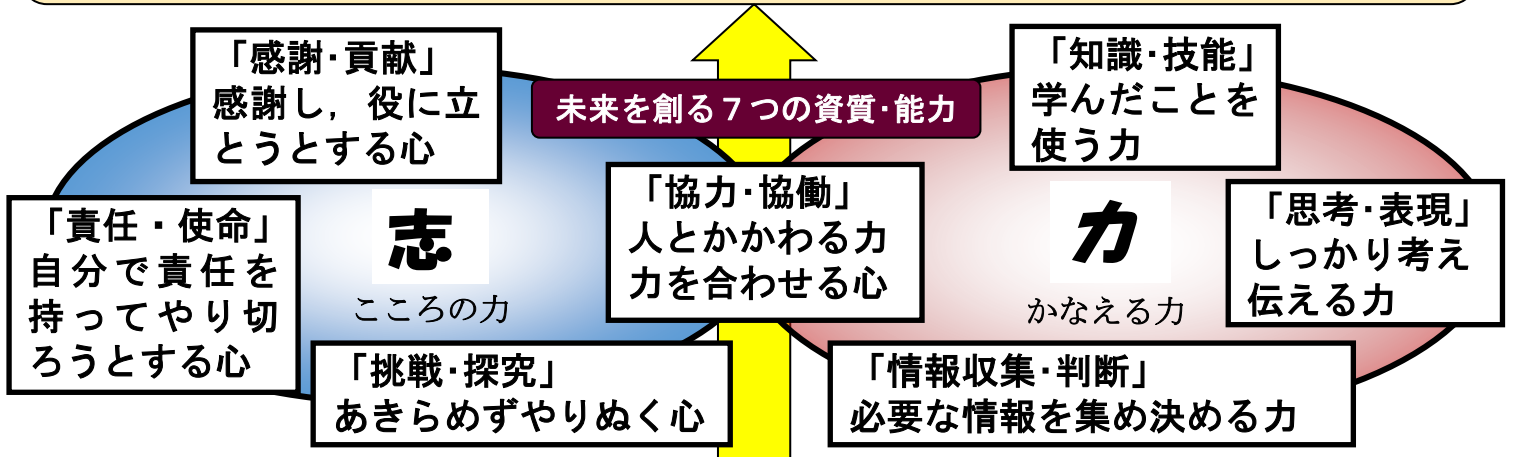 未来を創る７つの資質･能力
「感謝･貢献」
感謝し，役に立
とうとする心
「責任・使命」
自分で責任を
持ってやり切
ろうとする心
志
こころの力
「挑戦･探究」
あきらめずやりぬく心
「協力･協働」
人とかかわる力
力を合わせる心
「知識･技能」
学んだことを
使う力
力
かなえる力
「思考･表現」
しっかり考え
伝える力
「情報収集･判断」
必要な情報を集め決める力